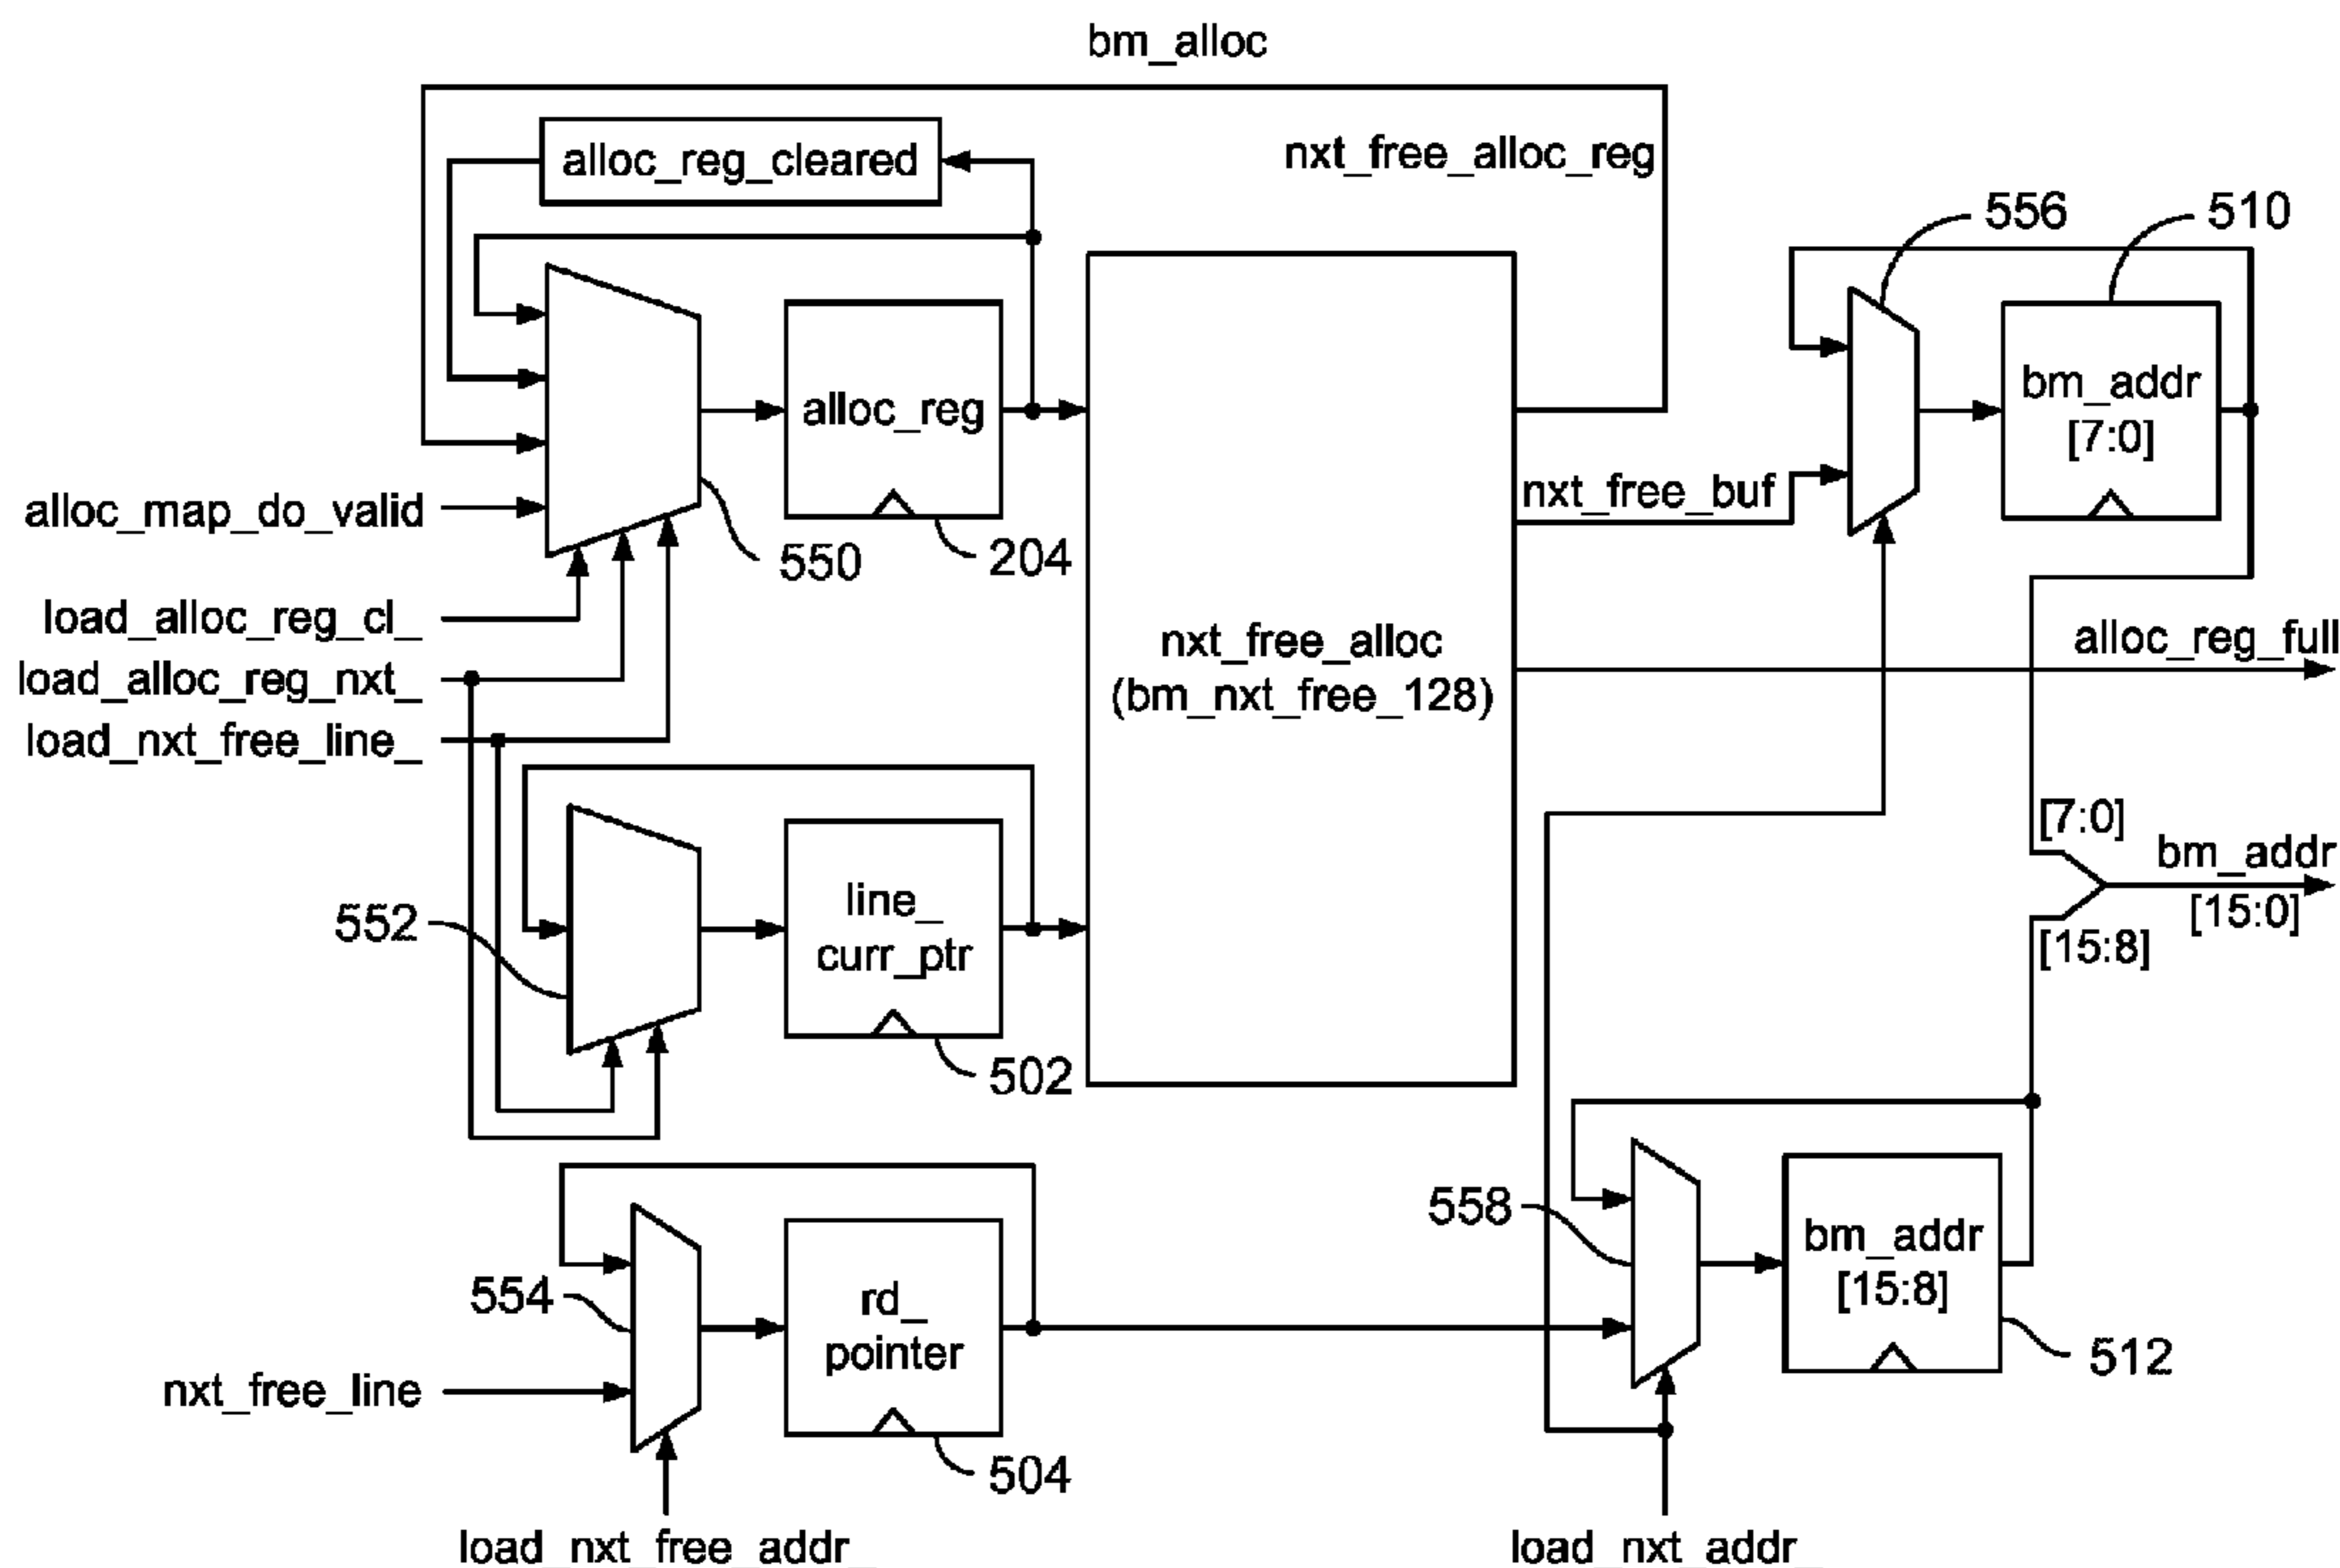 bm_alloc
alloc_reg_cleared
nxt_free_alloc_reg
556
510
alloc_reg
bm_addr
[7:0]
nxt_free_buf
alloc_map_do_valid
550
204
load_alloc_reg_cl_
load_alloc_reg_nxt_
load_nxt_free_line_
nxt_free_alloc
(bm_nxt_free_128)
alloc_reg_full
[7:0]
bm_addr
[15:0]
[15:8]
552
line_
curr_ptr
502
558
bm_addr
[15:8]
512
554
rd_
pointer
nxt_free_line
504
load_nxt_free_addr_
load_nxt_addr_